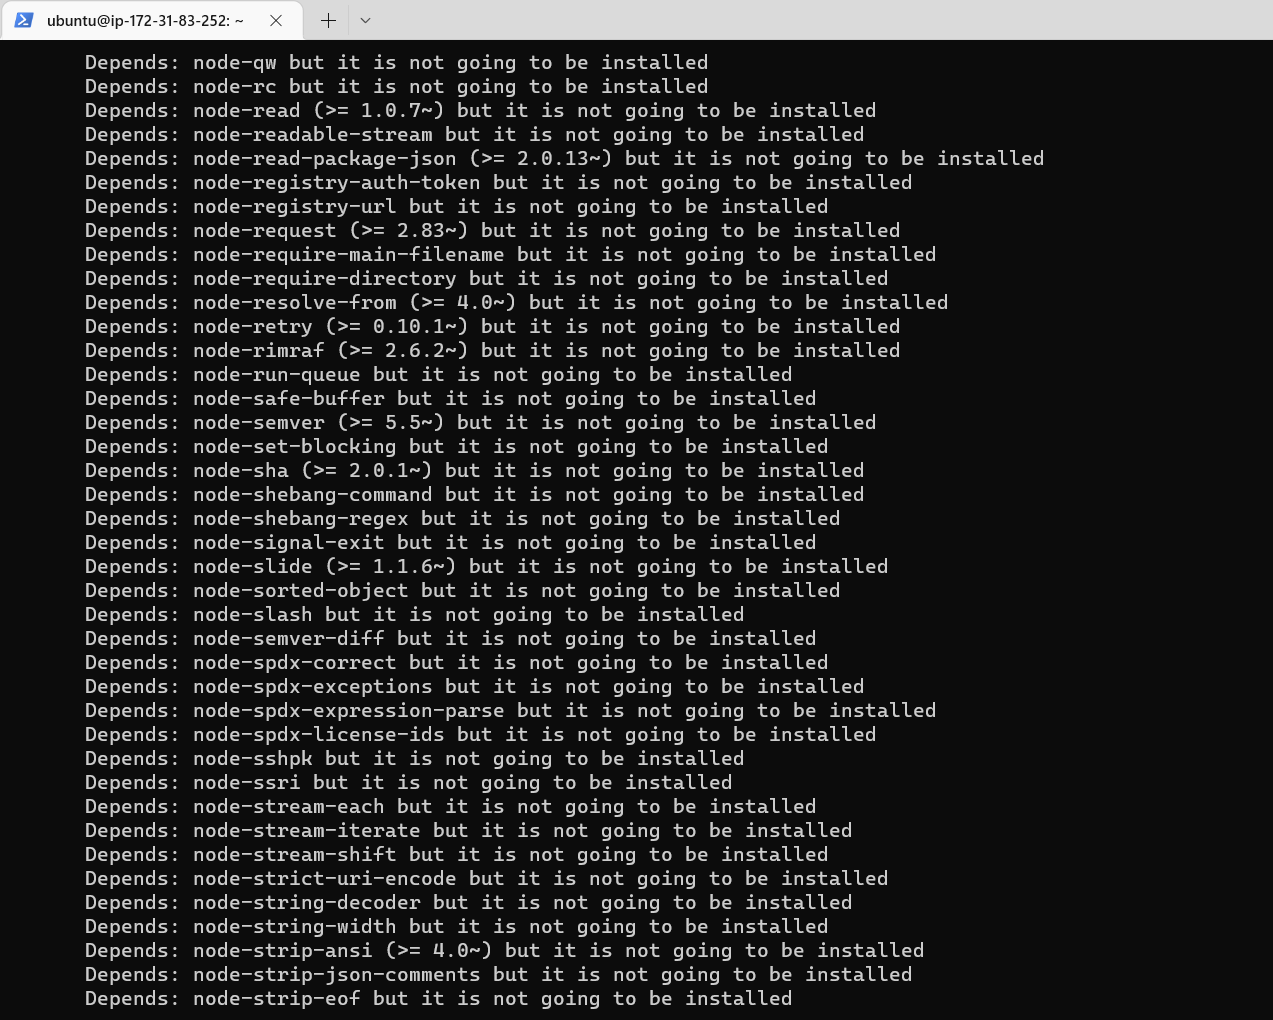 ubuntu@ip-172-31-83-252: ~
Depends: node-qw but it is not going to be installed
Depends: node-rc but it is not going to be installed
Depends: node-read (>= 1.0.7~) but it is not going to be installed
Depends: node-readable-stream but it is not going to be installed
Depends: node-read-package-json (>= 2.0.13~) but it is not going to be installed
Depends: node-registry-auth-token but it is not going to be installed
Depends: node-registry-url but it is not going to be installed
Depends: node-request (>= 2.83~) but it is not going to be installed
Depends: node-require-main-filename but it is not going to be installed
Depends: node-require-directory but it is not going to be installed
Depends: node-resolve-from (>= 4.0~) but it is not going to be installed
Depends: node-retry (>= 0.10.1~) but it is not going to be installed
Depends: node-rimraf (>= 2.6.2~) but it is not going to be installed
Depends: node-run-queue but it is not going to be installed
Depends: node-safe-buffer but it is not going to be installed
Depends: node-semver (>= 5.5~) but it is not going to be installed
Depends: node-set-blocking but it is not going to be installed
Depends: node-sha (>= 2.0.1~) but it is not going to be installed
Depends: node-shebang-command but it is not going to be installed
Depends: node-shebang-regex but it is not going to be installed
Depends: node-signal-exit but it is not going to be installed
Depends: node-slide (>= 1.1.6~) but it is not going to be installed
Depends: node-sorted-object but it is not going to be installed
Depends: node-slash but it is not going to be installed
Depends: node-semver-diff but it is not going to be installed
Depends: node-spdx-correct but it is not going to be installed
Depends: node-spdx-exceptions but it is not going to be installed
Depends: node-spdx-expression-parse but it is not going to be installed
Depends: node-spdx-license-ids but it is not going to be installed
Depends: node-sshpk but it is not going to be installed
Depends: node-ssri but it is not going to be installed
Depends: node-stream-each but it is not going to be installed
Depends: node-stream-iterate but it is not going to be installed
Depends: node-stream-shift but it is not going to be installed
Depends: node-strict-uri-encode but it is not going to be installed
Depends: node-string-decoder but it is not going to be installed
Depends: node-string-width but it is not going to be installed
Depends: node-strip-ansi (>= 4.0~) but it is not going to be installed
Depends: node-strip-json-comments but it is not going to be installed
Depends: node-strip-eof but it is not going to be installed